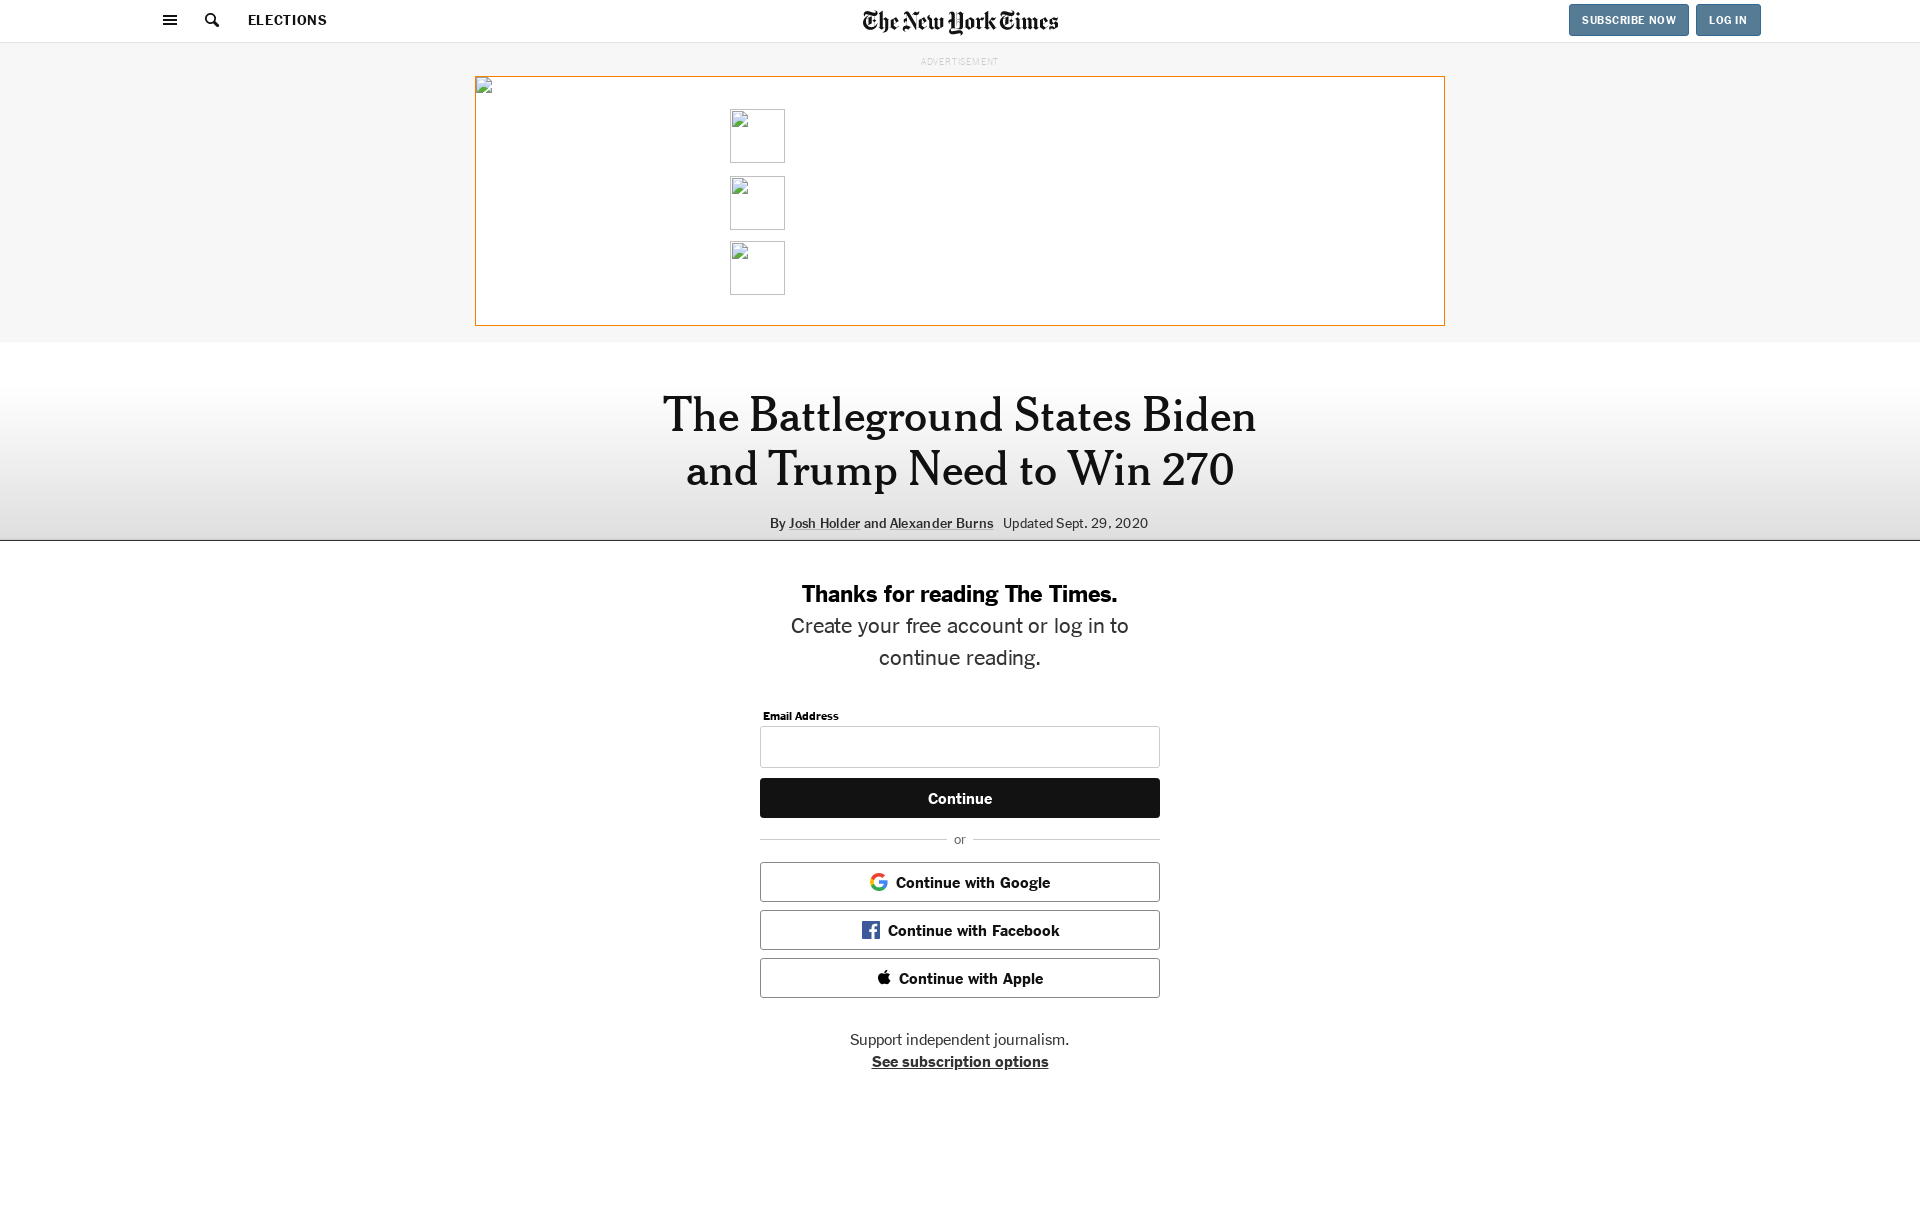 ELECTIONS
The New York Times
SUBSCRIBE NOW
LOG IN
ADVERTISEMENT
The Battleground States Biden
and Trump Need to Win 270
By Josh Holder and Alexander Burns Updated Sept. 29, 2020
Thanks for reading The Times.
Create your free account or log in to
continue reading.
Email Address
Continue
or
Continue with Google
Continue with Facebook
Continue with Apple
Support independent journalism.
See subscription options